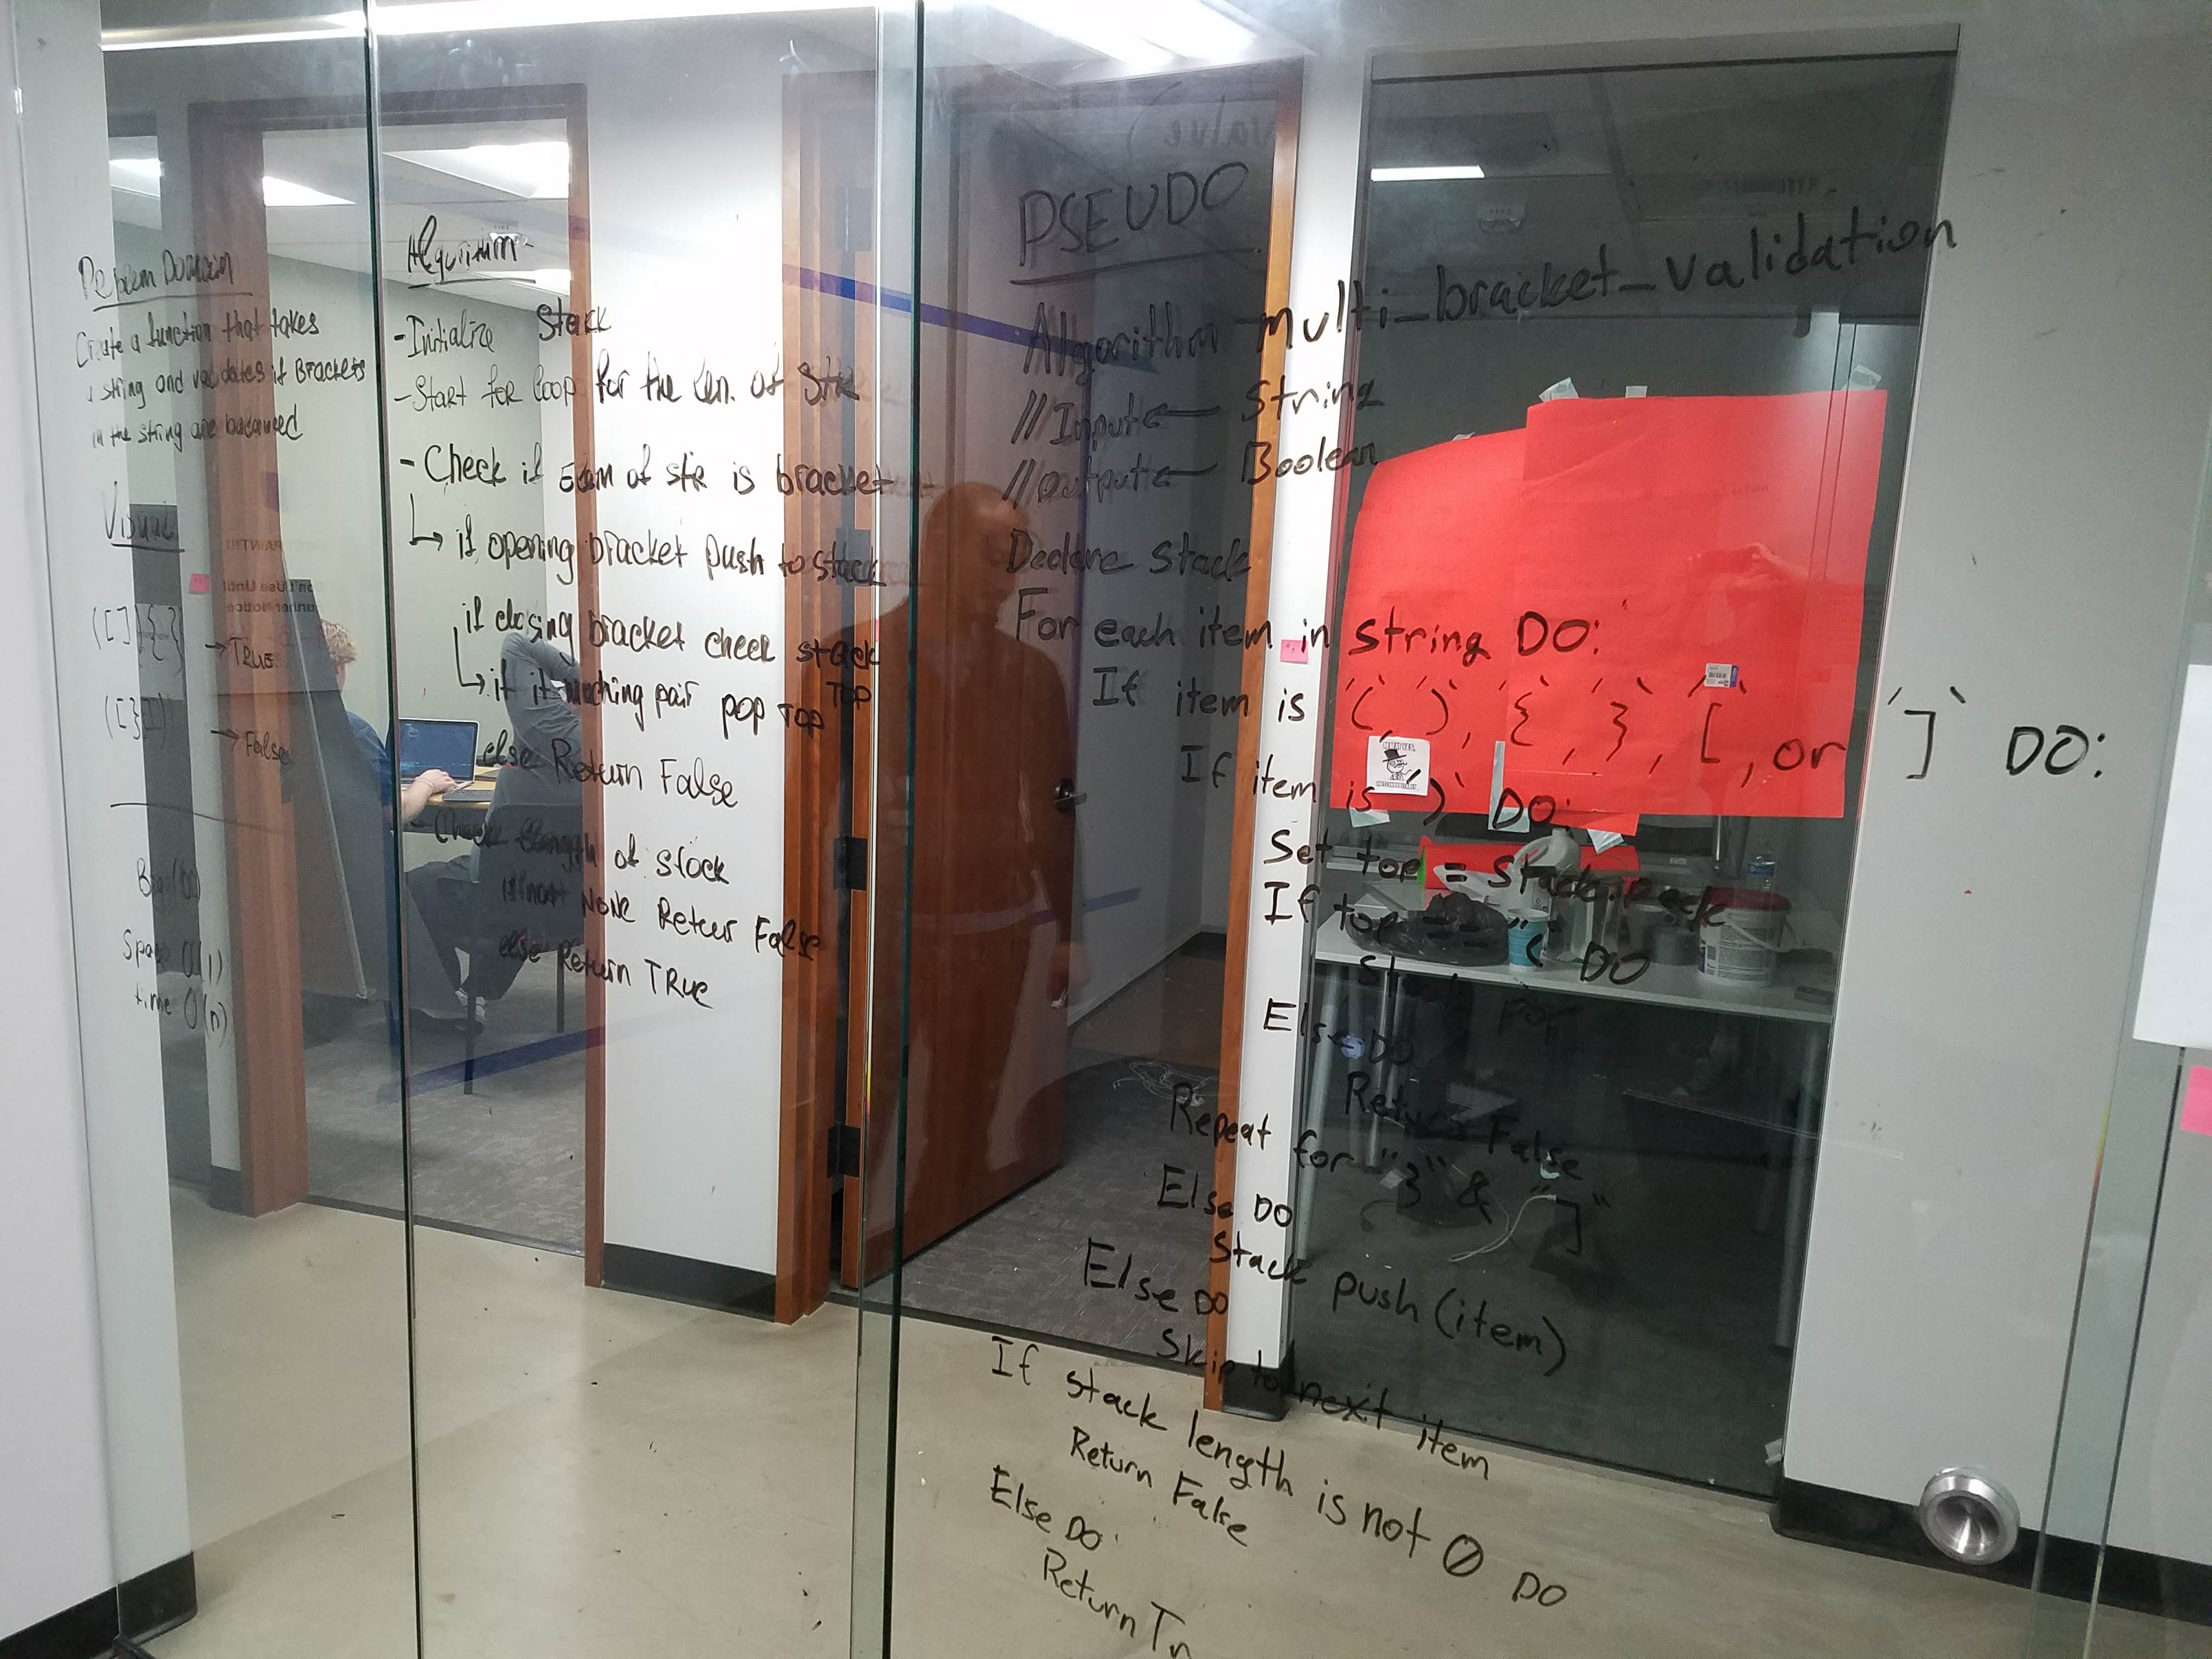 Problem Domain
Create a function that takes
a string and validates if Brackets
in the string are balanced
Visual
([]){}
→ TRUE
→ False
Big (O)
Space O(1)
time O(n)
Algorithm
- Initialize Stack
- Start for loop for the len. of str
- Check if Elem of str is bracket
↳ if opening bracket push to stack
if closing bracket check stack TOP
↳ if it matching pair pop TOP
else Return False
- Check length of stack
if not None Return False
else Return TRUE
PSEUDO
Algorithm multi_bracket_validation
// Input ← String
// Output ← Boolean
Declare Stack
For each item in string DO:
If item is '(`, ')`, '{`, '}`, '[`, or ']` DO:
If item is ')` DO:
Set top = stack.peek
If top == "(" DO
Stack pop
Else DO
Return False
Repeat for "}" & "]"
Else DO
Stack push (item)
Else DO
Skip to next item
If stack length is not 0 DO
Return False
Else DO:
Return Tr